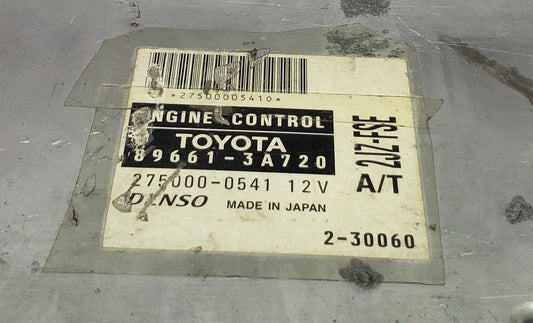 *27500005410*
ENGINE CONTROL
TOYOTA
89661-3A720
275000-0541 12V
DENSO MADE IN JAPAN
2JZ-FSE
A/T
2-30060